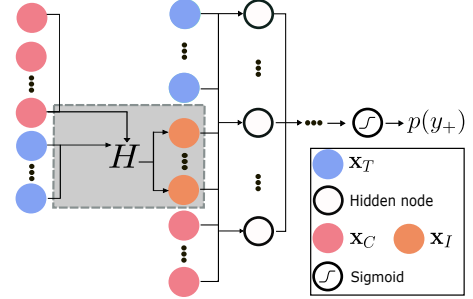 H
p(y₊)
x_T
Hidden node
x_C x_I
Sigmoid